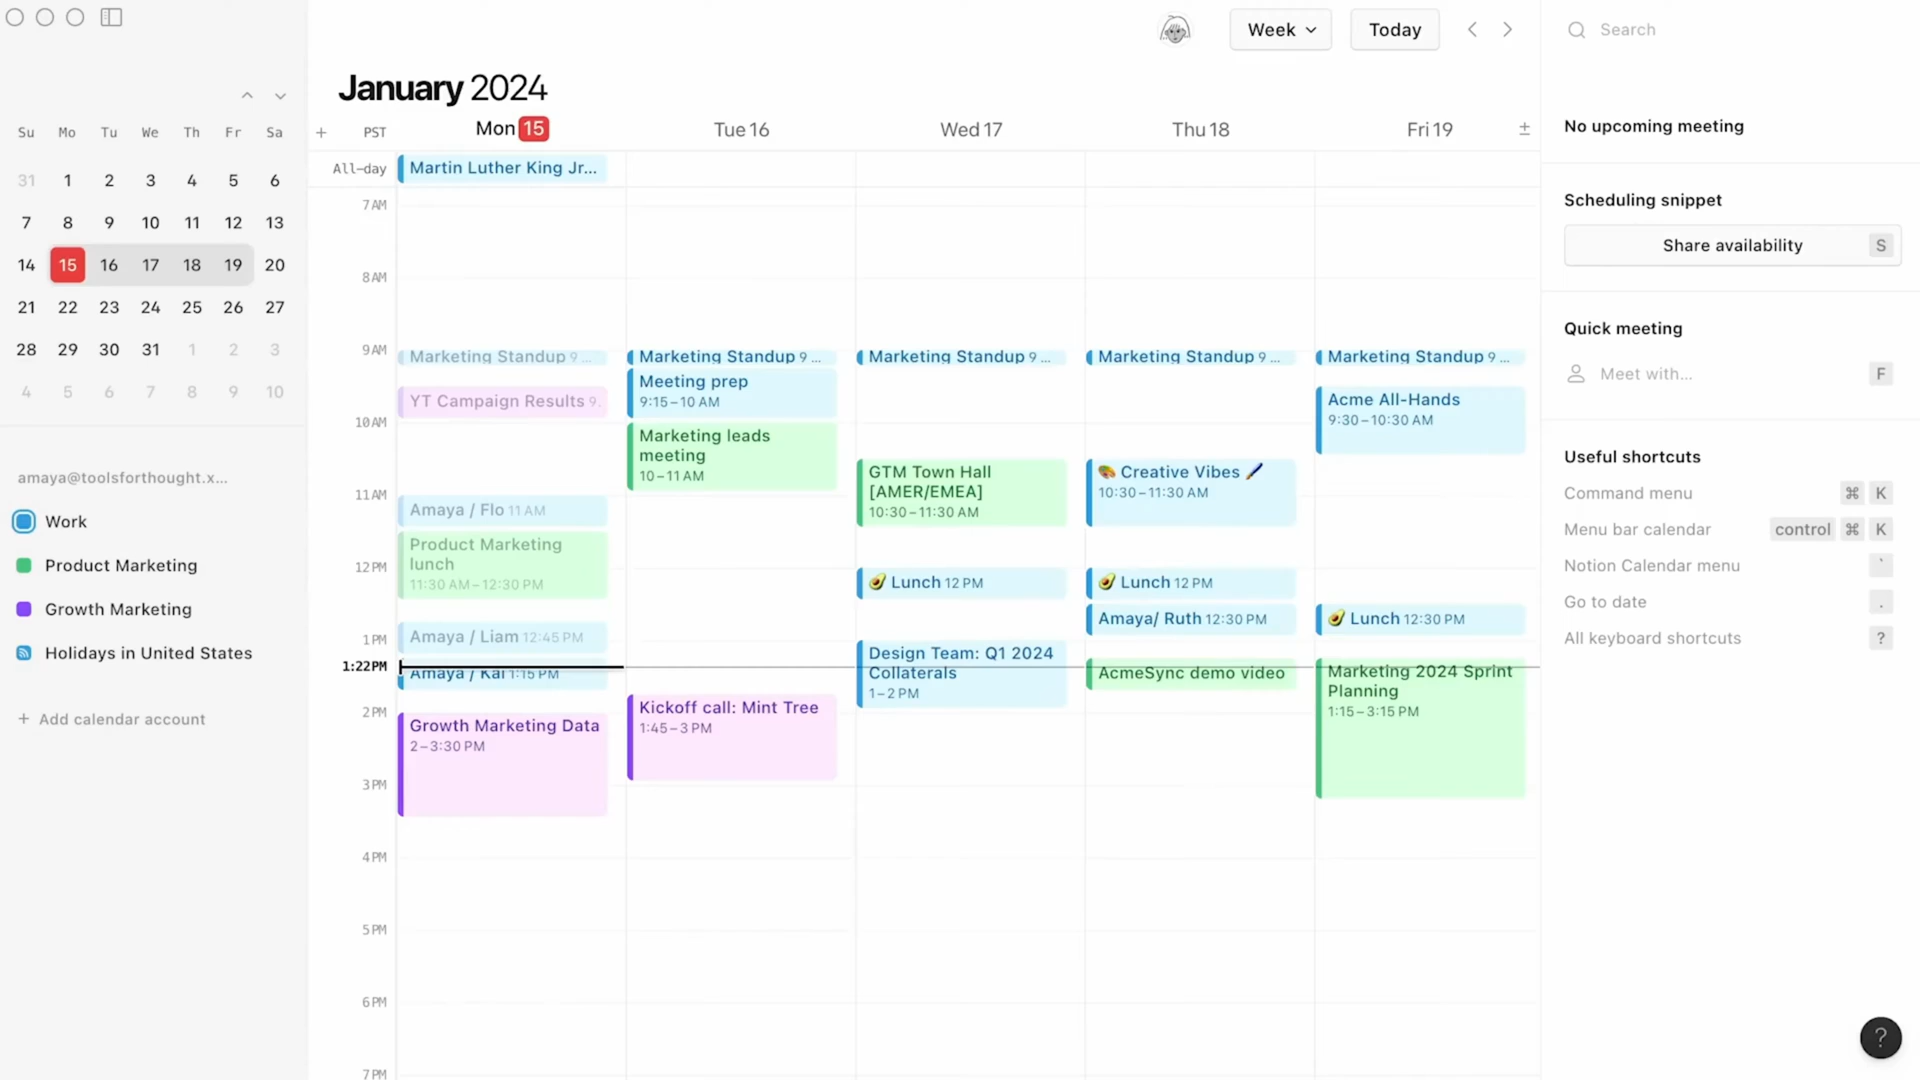 January 2024
Week
Today
Search
Su Mo Tu We Th Fr Sa
31 1 2 3 4 5 6
7 8 9 10 11 12 13
14 15 16 17 18 19 20
21 22 23 24 25 26 27
28 29 30 31 1 2 3
4 5 6 7 8 9 10
amaya@toolsforthought.x...
Work
Product Marketing
Growth Marketing
Holidays in United States
+ Add calendar account
+ PST Mon 15 Tue 16 Wed 17 Thu 18 Fri 19
All-day
Martin Luther King Jr...
7 AM
8 AM
9 AM
10 AM
11 AM
12 PM
1 PM
1:22PM
2 PM
3 PM
4 PM
5 PM
6 PM
7 PM
Marketing Standup 9 ...
YT Campaign Results 9.
Amaya / Flo 11 AM
Product Marketing
lunch
11:30 AM – 12:30 PM
Amaya / Liam 12:45 PM
Amaya / Kai 1:15 PM
Growth Marketing Data
2 – 3:30 PM
Marketing Standup 9 ...
Meeting prep
9:15 – 10 AM
Marketing leads
meeting
10 – 11 AM
Kickoff call: Mint Tree
1:45 – 3 PM
Marketing Standup 9 ...
GTM Town Hall
[AMER/EMEA]
10:30 – 11:30 AM
🥑 Lunch 12 PM
Design Team: Q1 2024
Collaterals
1 – 2 PM
Marketing Standup 9 ...
🎨 Creative Vibes 🖌️
10:30 – 11:30 AM
🥑 Lunch 12 PM
Amaya/ Ruth 12:30 PM
AcmeSync demo video
Marketing Standup 9 ...
Acme All-Hands
9:30 – 10:30 AM
🥑 Lunch 12:30 PM
Marketing 2024 Sprint
Planning
1:15 – 3:15 PM
No upcoming meeting
Scheduling snippet
Share availability S
Quick meeting
Meet with... F
Useful shortcuts
Command menu ⌘ K
Menu bar calendar control ⌘ K
Notion Calendar menu `
Go to date .
All keyboard shortcuts ?
?